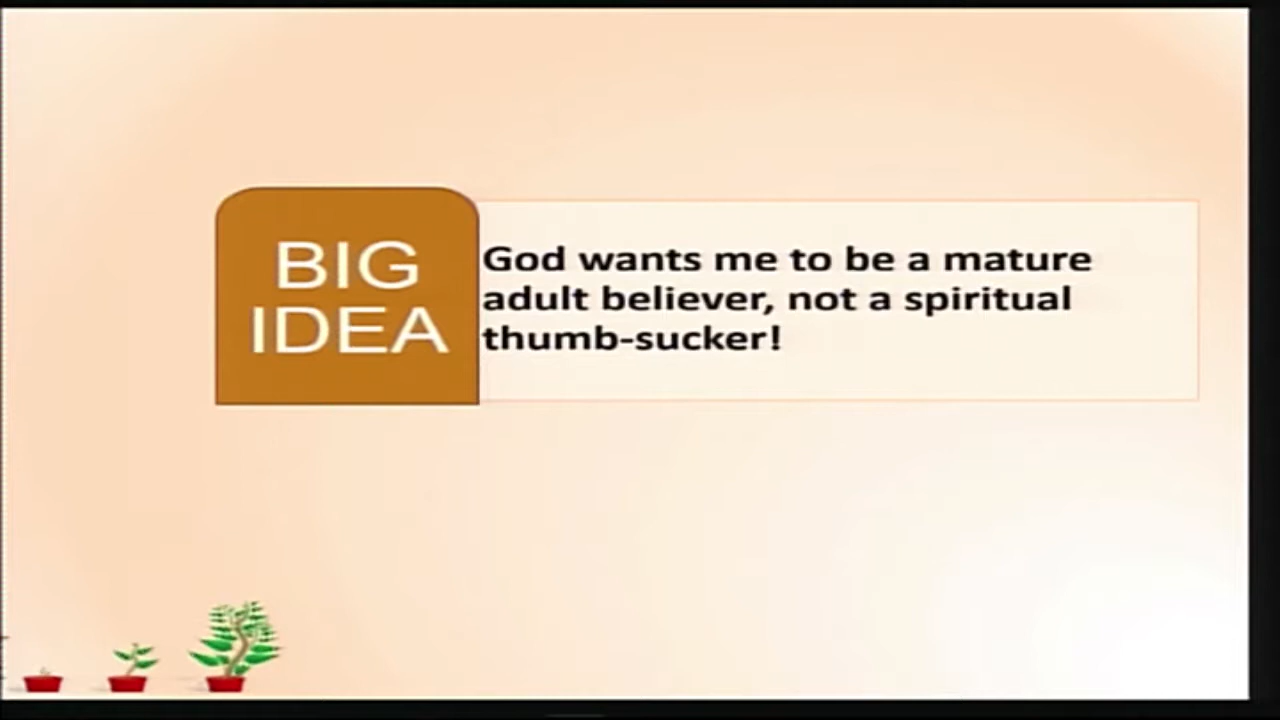 BIG
IDEA
God wants me to be a mature
adult believer, not a spiritual
thumb-sucker!